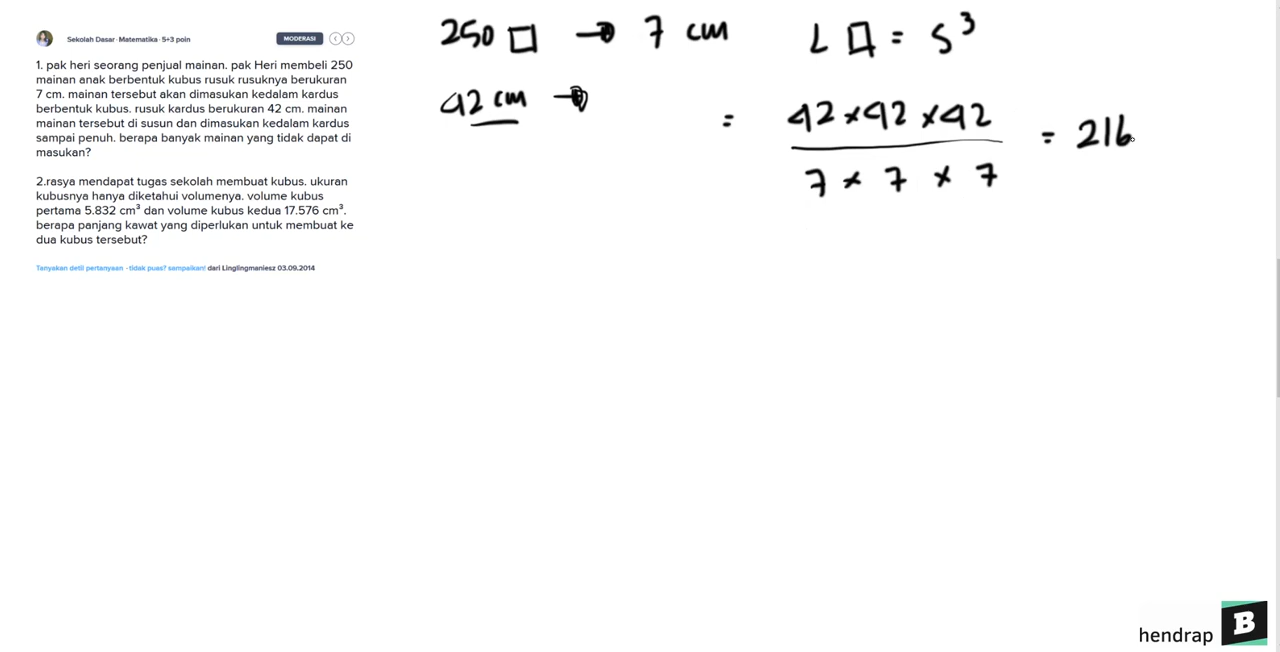 Sekolah Dasar · Matematika · 5+3 poin
MODERASI
1. pak heri seorang penjual mainan. pak Heri membeli 250
mainan anak berbentuk kubus rusuk rusuknya berukuran
7 cm. mainan tersebut akan dimasukan kedalam kardus
berbentuk kubus. rusuk kardus berukuran 42 cm. mainan
mainan tersebut di susun dan dimasukan kedalam kardus
sampai penuh. berapa banyak mainan yang tidak dapat di
masukan?
2.rasya mendapat tugas sekolah membuat kubus. ukuran
kubusnya hanya diketahui volumenya. volume kubus
pertama 5.832 cm³ dan volume kubus kedua 17.576 cm³.
berapa panjang kawat yang diperlukan untuk membuat ke
dua kubus tersebut?
Tanyakan detil pertanyaan - tidak puas? sampaikan! dari Linglingmaniesz 03.09.2014
250 □ → 7 cm
L □ = s³
42 cm →
= 42 × 42 × 42 = 216
7 × 7 × 7
hendrap B